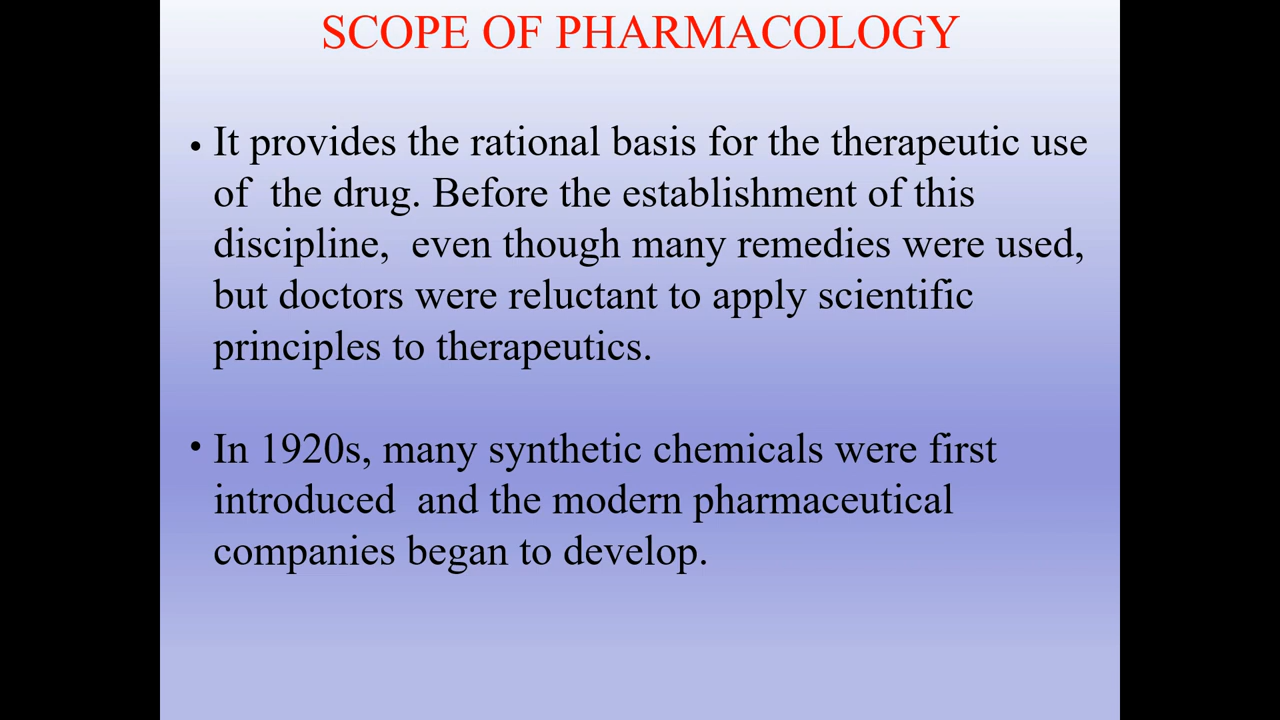 SCOPE OF PHARMACOLOGY
• It provides the rational basis for the therapeutic use
of  the drug. Before the establishment of this
discipline,  even though many remedies were used,
but doctors were reluctant to apply scientific
principles to therapeutics.
• In 1920s, many synthetic chemicals were first
introduced  and the modern pharmaceutical
companies began to develop.